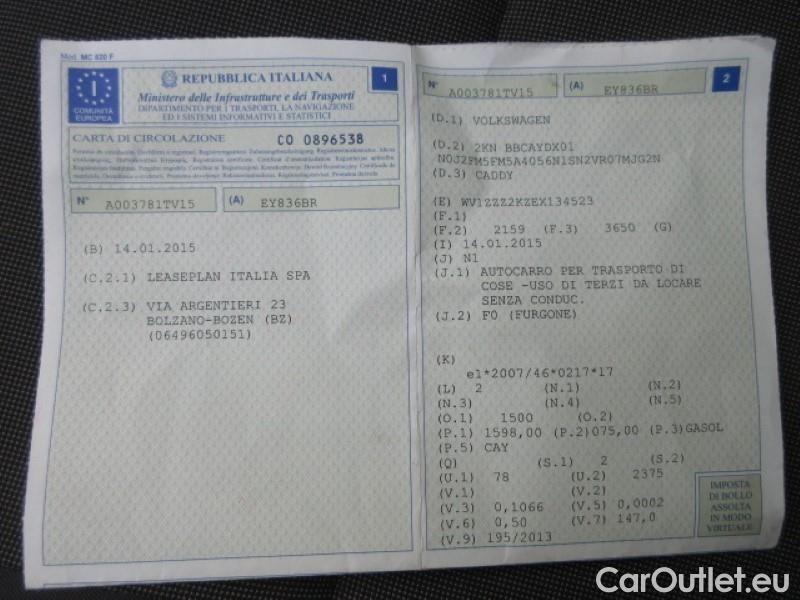 Mod. MC 820 F
I
COMUNITÀ
EUROPEA
REPUBBLICA ITALIANA
1
Ministero delle Infrastrutture e dei Trasporti
DIPARTIMENTO PER I TRASPORTI, LA NAVIGAZIONE
ED I SISTEMI INFORMATIVI E STATISTICI
CARTA DI CIRCOLAZIONE CO 0896538
N° A003781TV15 (A) EY836BR
(B) 14.01.2015
(C.2.1) LEASEPLAN ITALIA SPA
(C.2.3) VIA ARGENTIERI 23
BOLZANO-BOZEN (BZ)
(06496050151)
2
N° A003781TV15 (A) EY836BR
(D.1) VOLKSWAGEN
(D.2) 2KN BBCAYDX01
N0J2FM5FM5A4056N1SN2VR07MJG2N
(D.3) CADDY
(E) WV1ZZZ2KZEX134523
(F.1)
(F.2) 2159 (F.3) 3650 (G)
(I) 14.01.2015
(J) N1
(J.1) AUTOCARRO PER TRASPORTO DI
COSE -USO DI TERZI DA LOCARE
SENZA CONDUC.
(J.2) F0 (FURGONE)
(K)
e1*2007/46*0217*17
(L) 2 (N.1) (N.2)
(N.3) (N.4) (N.5)
(O.1) 1500 (O.2)
(P.1) 1598,00 (P.2)075,00 (P.3)GASOL
(P.5) CAY
(Q) (S.1) 2 (S.2)
(U.1) 78 (U.2) 2375
(V.1) (V.2)
(V.3) 0,1066 (V.5) 0,0002
(V.6) 0,50 (V.7) 147,0
(V.9) 195/2013
IMPOSTA
DI BOLLO
ASSOLTA
IN MODO
VIRTUALE
CarOutlet.eu